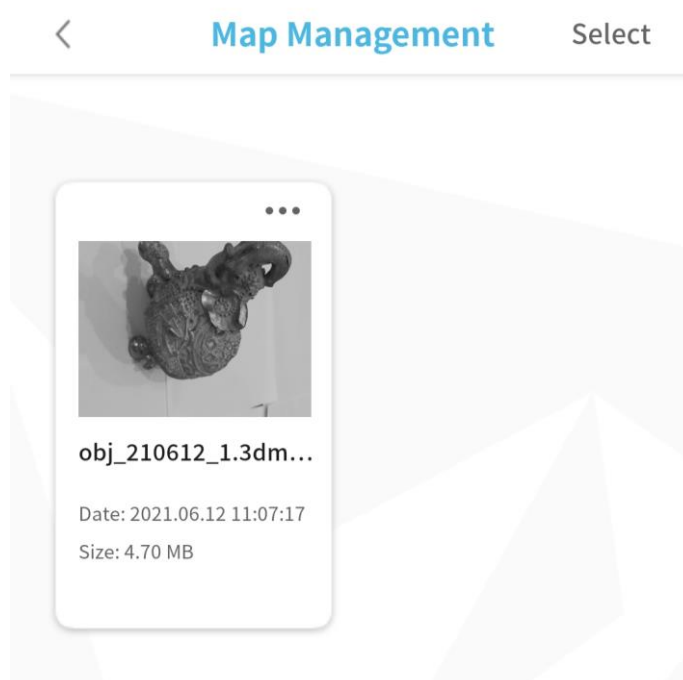 Map Management
Select
obj_210612_1.3dm...
Date: 2021.06.12 11:07:17
Size: 4.70 MB